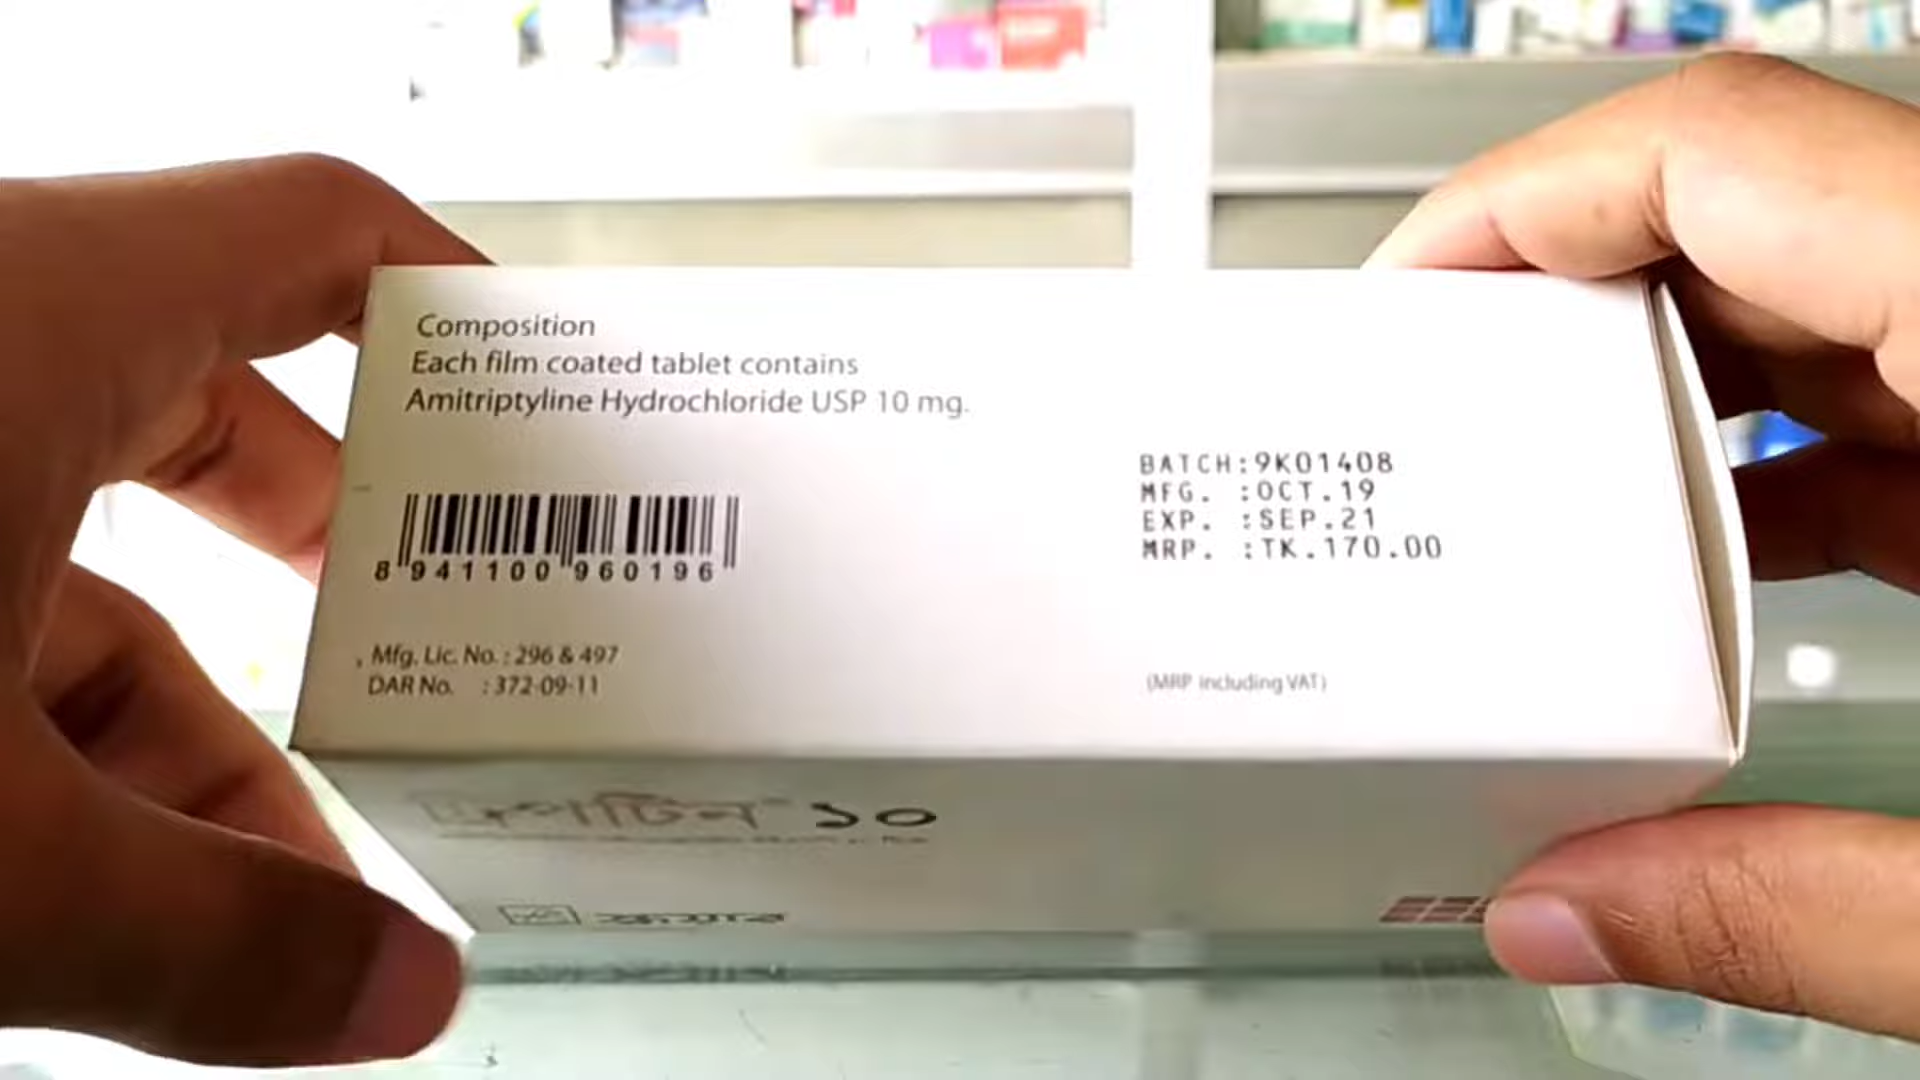 Composition
Each film coated tablet contains
Amitriptyline Hydrochloride USP 10 mg.
BATCH:9K01408
MFG. :OCT.19
EXP. :SEP.21
MRP. :TK.170.00
8 941100 960196
Mfg. Lic. No. : 296 & 497
DAR No. : 372-09-11
(MRP including VAT)
১০